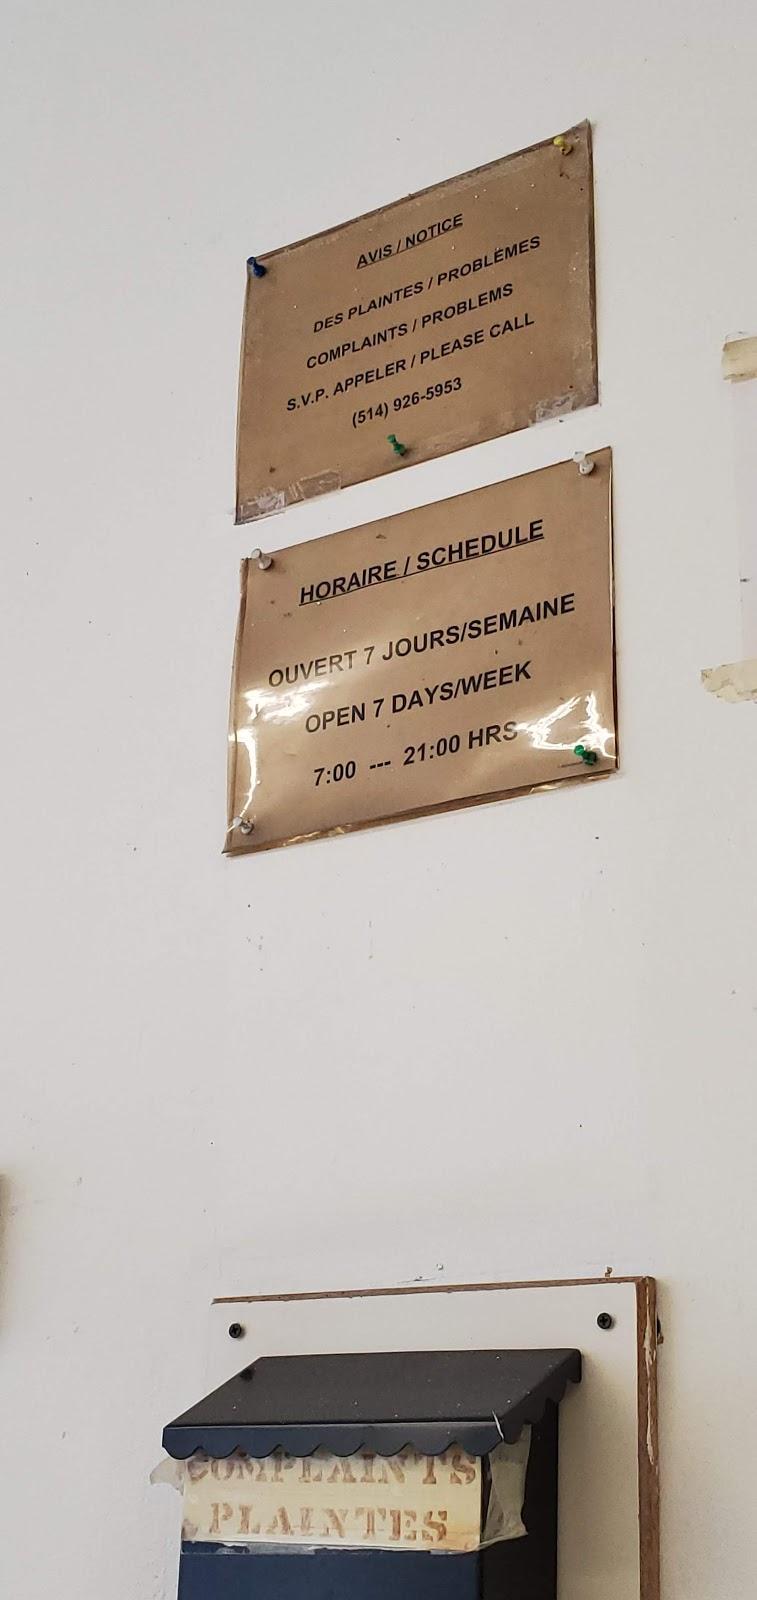 AVIS / NOTICE
DES PLAINTES / PROBLÈMES
COMPLAINTS / PROBLEMS
S.V.P. APPELER / PLEASE CALL
(514) 926-5953
HORAIRE / SCHEDULE
OUVERT 7 JOURS/SEMAINE
OPEN 7 DAYS/WEEK
7:00 --- 21:00 HRS
COMPLAINTS
PLAINTES